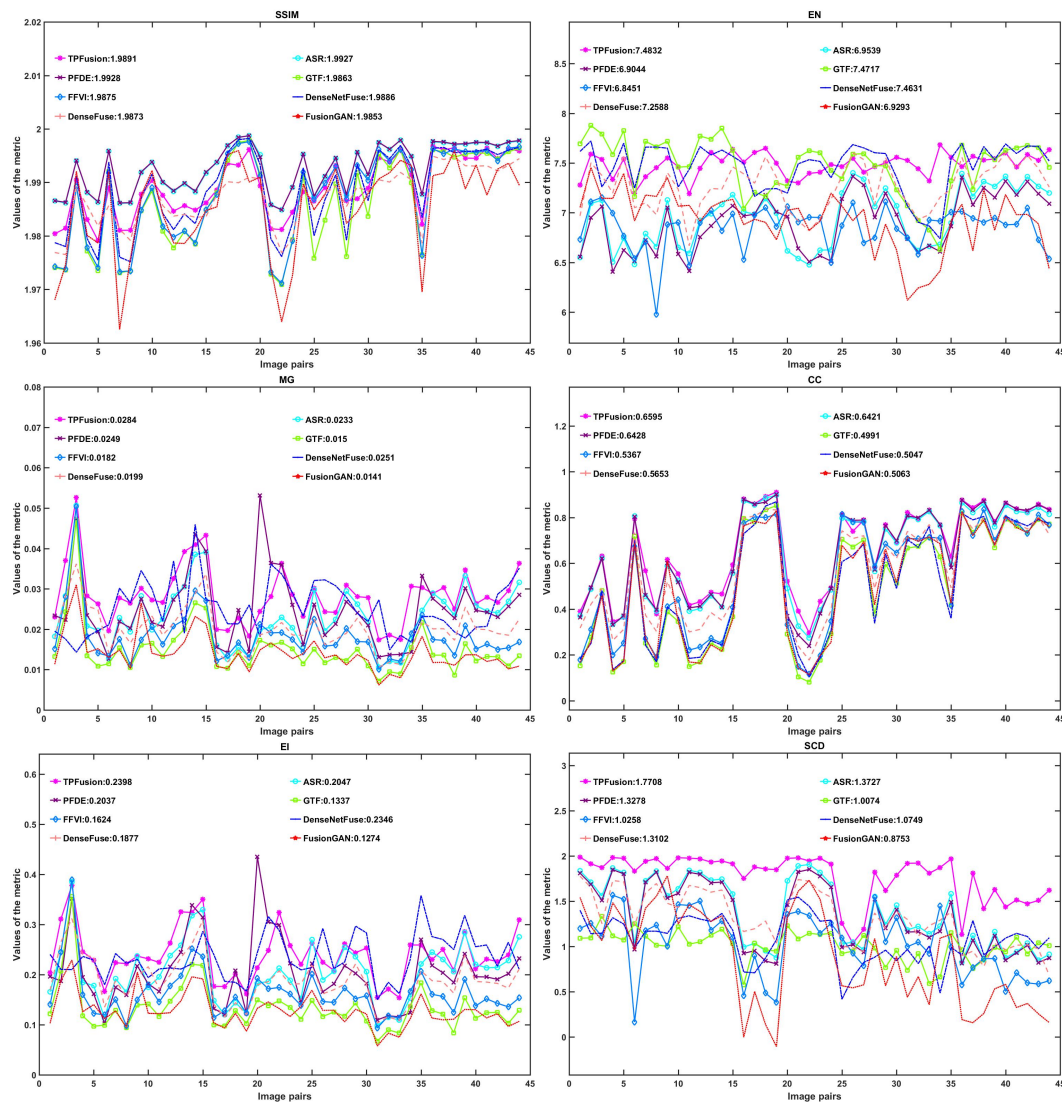 SSIM
2.02
2.01
2
1.99
1.98
1.97
1.96
Values of the metric
TPFusion:1.9891
ASR:1.9927
PFDE:1.9928
GTF:1.9863
FFVI:1.9875
DenseNetFuse:1.9886
DenseFuse:1.9873
FusionGAN:1.9853
0 5 10 15 20 25 30 35 40 45
Image pairs
EN
8.5
8
7.5
7
6.5
6
Values of the metric
TPFusion:7.4832
ASR:6.9539
PFDE:6.9044
GTF:7.4717
FFVI:6.8451
DenseNetFuse:7.4631
DenseFuse:7.2588
FusionGAN:6.9293
0 5 10 15 20 25 30 35 40 45
Image pairs
MG
0.08
0.07
0.06
0.05
0.04
0.03
0.02
0.01
0
Values of the metric
TPFusion:0.0284
ASR:0.0233
PFDE:0.0249
GTF:0.015
FFVI:0.0182
DenseNetFuse:0.0251
DenseFuse:0.0199
FusionGAN:0.0141
0 5 10 15 20 25 30 35 40 45
Image pairs
CC
1.2
1
0.8
0.6
0.4
0.2
0
Values of the metric
TPFusion:0.6595
ASR:0.6421
PFDE:0.6428
GTF:0.4991
FFVI:0.5367
DenseNetFuse:0.5047
DenseFuse:0.5653
FusionGAN:0.5063
0 5 10 15 20 25 30 35 40 45
Image pairs
EI
0.6
0.5
0.4
0.3
0.2
0.1
0
Values of the metric
TPFusion:0.2398
ASR:0.2047
PFDE:0.2037
GTF:0.1337
FFVI:0.1624
DenseNetFuse:0.2346
DenseFuse:0.1877
FusionGAN:0.1274
0 5 10 15 20 25 30 35 40 45
Image pairs
SCD
3
2.5
2
1.5
1
0.5
0
Values of the metric
TPFusion:1.7708
ASR:1.3727
PFDE:1.3278
GTF:1.0074
FFVI:1.0258
DenseNetFuse:1.0749
DenseFuse:1.3102
FusionGAN:0.8753
0 5 10 15 20 25 30 35 40 45
Image pairs